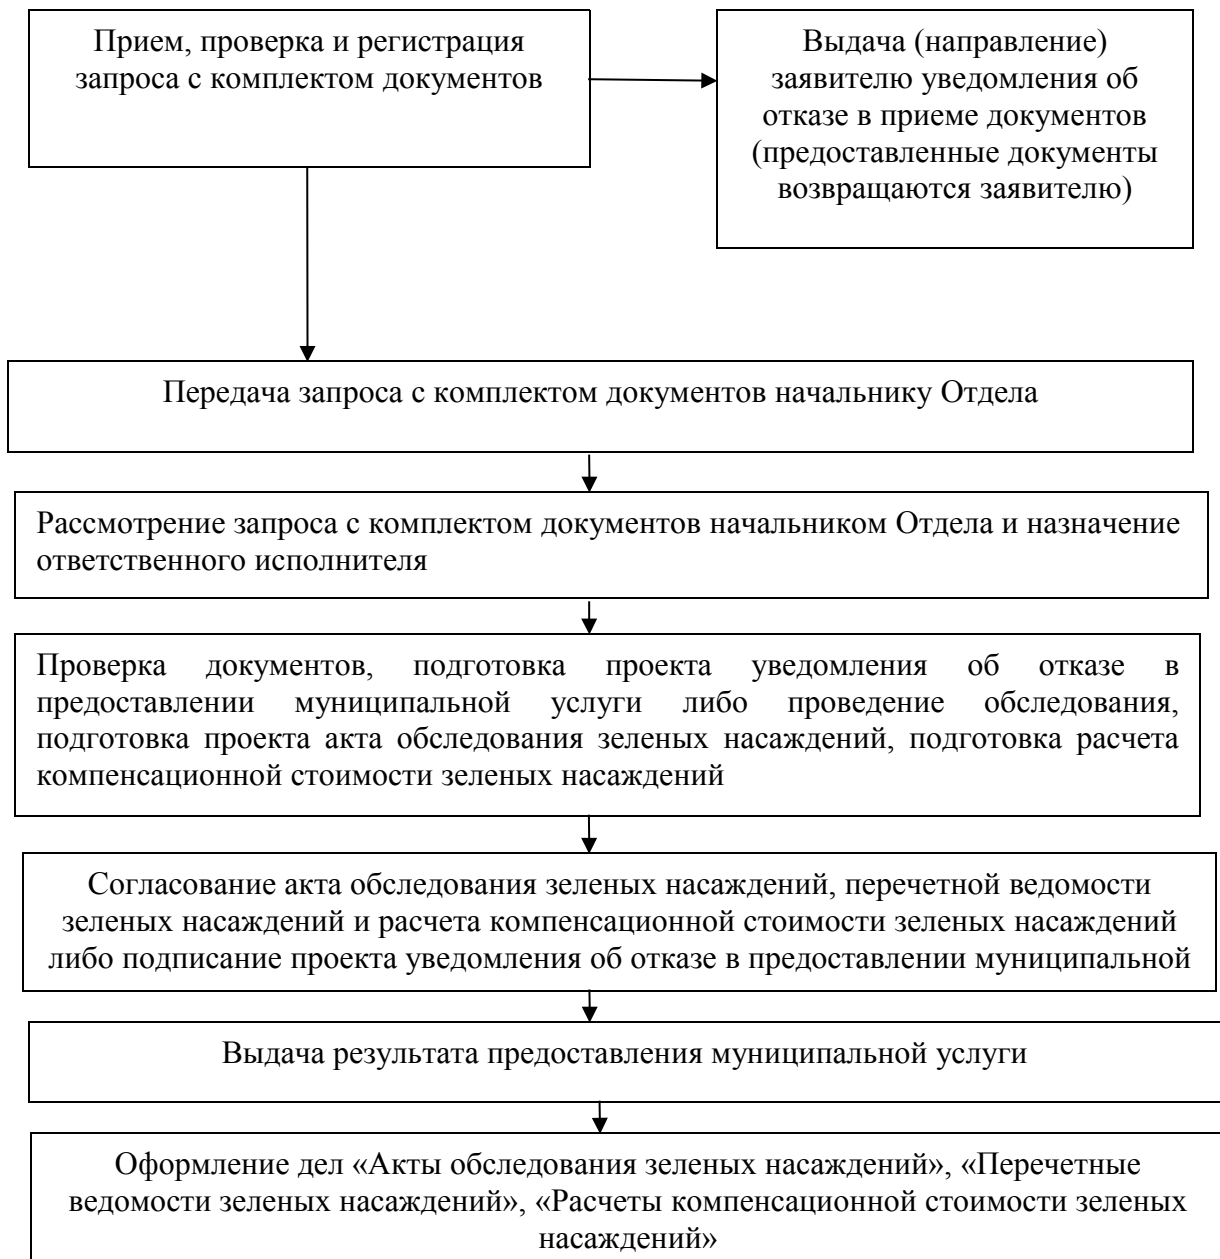 Прием, проверка и регистрация
запроса с комплектом документов
Выдача (направление)
заявителю уведомления об
отказе в приеме документов
(предоставленные документы
возвращаются заявителю)
Передача запроса с комплектом документов начальнику Отдела
Рассмотрение запроса с комплектом документов начальником Отдела и назначение
ответственного исполнителя
Проверка документов, подготовка проекта уведомления об отказе в
предоставлении муниципальной услуги либо проведение обследования,
подготовка проекта акта обследования зеленых насаждений, подготовка расчета
компенсационной стоимости зеленых насаждений
Согласование акта обследования зеленых насаждений, перечетной ведомости
зеленых насаждений и расчета компенсационной стоимости зеленых насаждений
либо подписание проекта уведомления об отказе в предоставлении муниципальной
Выдача результата предоставления муниципальной услуги
Оформление дел «Акты обследования зеленых насаждений», «Перечетные
ведомости зеленых насаждений», «Расчеты компенсационной стоимости зеленых
насаждений»